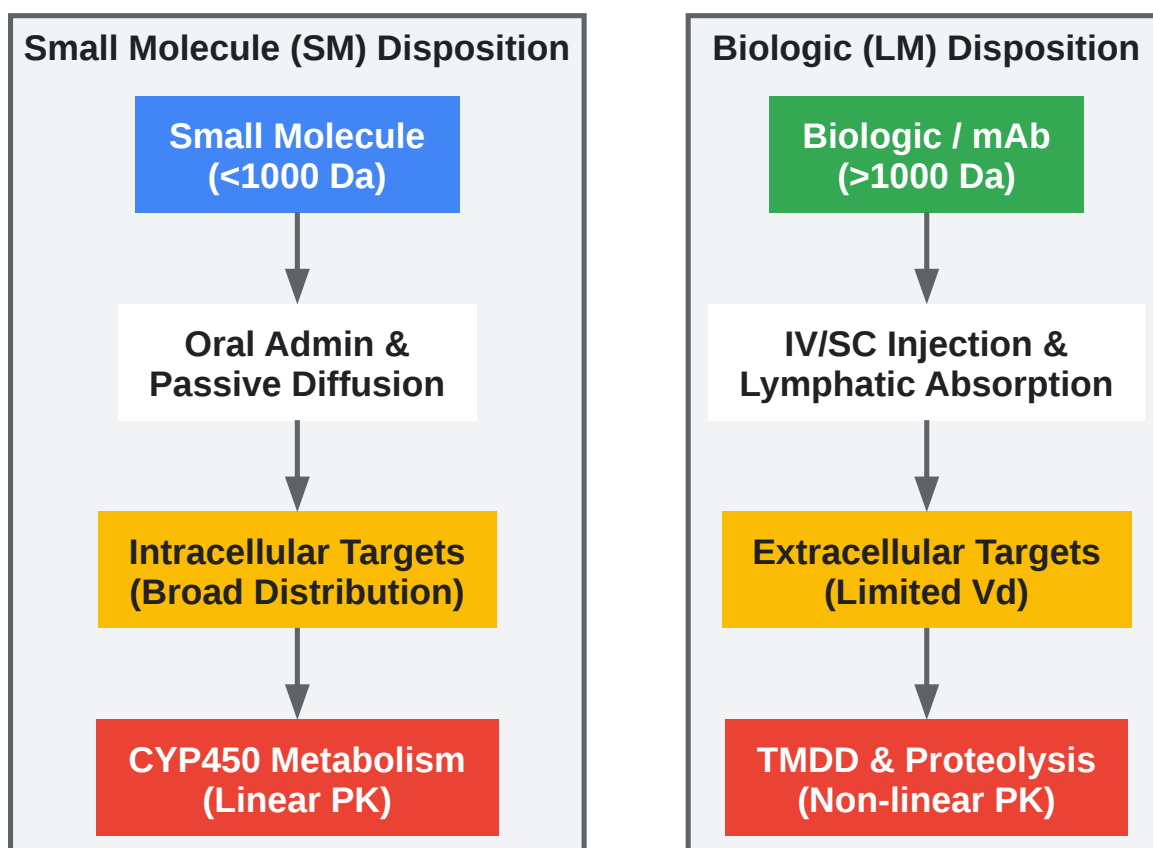 Small Molecule (SM) Disposition
Small Molecule
(<1000 Da)
Oral Admin &
Passive Diffusion
Intracellular Targets
(Broad Distribution)
CYP450 Metabolism
(Linear PK)
Biologic (LM) Disposition
Biologic / mAb
(>1000 Da)
IV/SC Injection &
Lymphatic Absorption
Extracellular Targets
(Limited Vd)
TMDD & Proteolysis
(Non-linear PK)